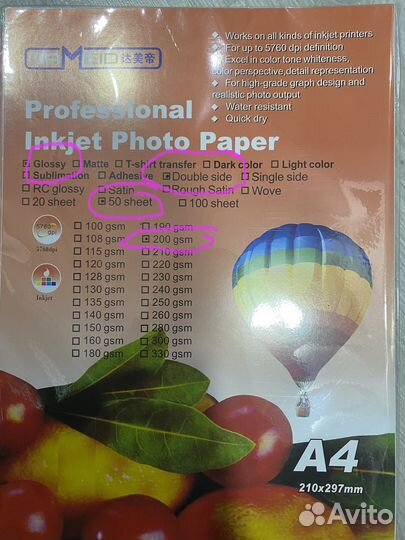 DAMEIDI 达美帝
Works on all kinds of inkjet printers
For up to 5760 dpi definition
Excel in color tone whiteness,
color perspective, detail representation
For high-grade graph design and
realistic photo output
Water resistant
Quick dry
Professional
Inkjet Photo Paper
Glossy Matte T-shirt transfer Dark color Light color
Sublimation Adhesive Double side Single side
RC glossy Satin Rough Satin Wove
20 sheet 50 sheet 100 sheet
5760dpi
5760dpi
Inkjet
100 gsm 190 gsm
108 gsm 200 gsm
115 gsm 210 gsm
120 gsm 220 gsm
128 gsm 230 gsm
130 gsm 240 gsm
135 gsm 250 gsm
140 gsm 260 gsm
150 gsm 280 gsm
160 gsm 300 gsm
180 gsm 330 gsm
A4
210x297mm
Avito